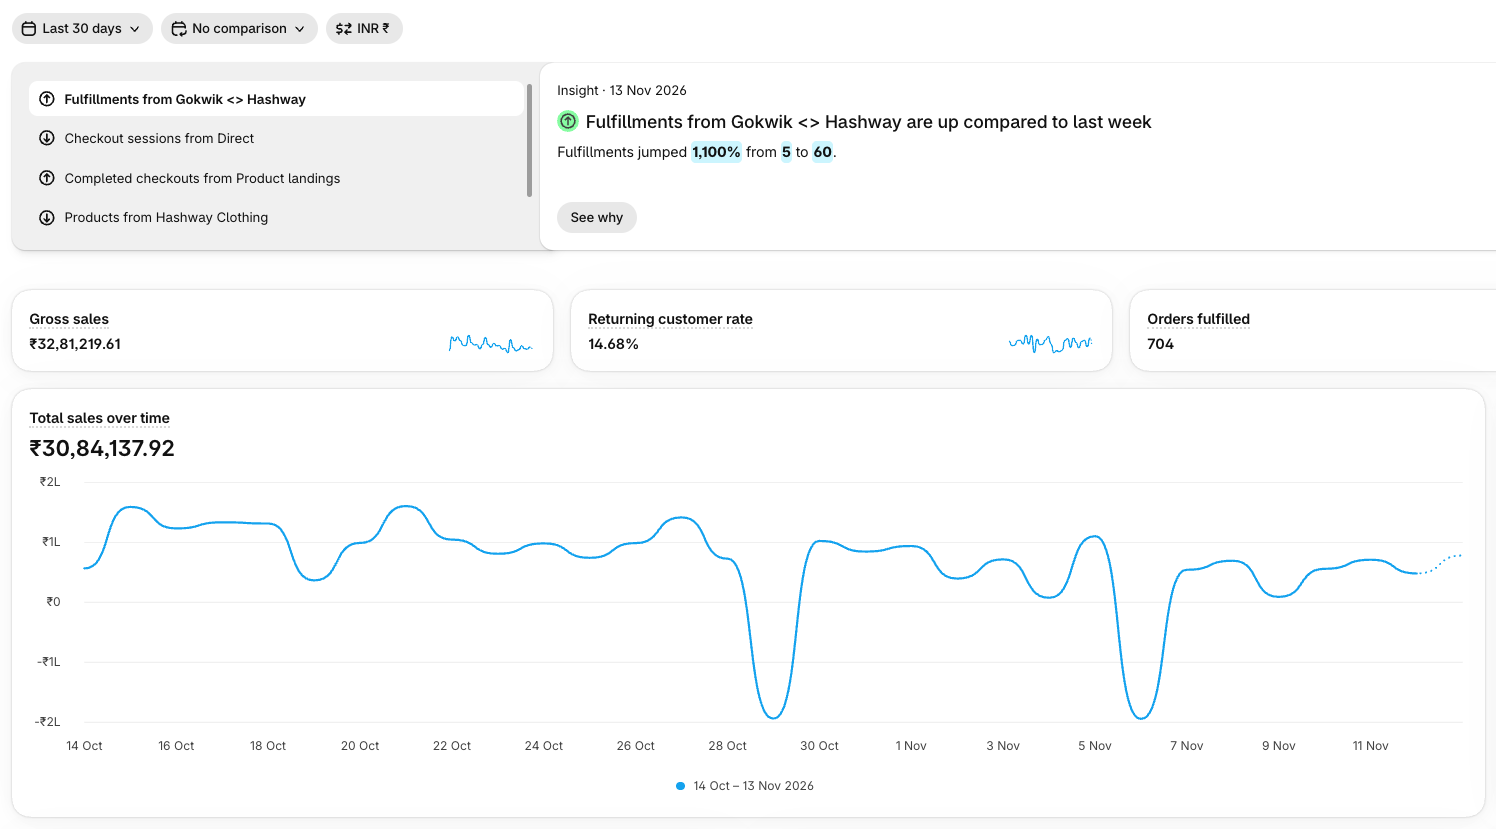 Last 30 days
No comparison
INR ₹
Fulfillments from Gokwik <> Hashway
Checkout sessions from Direct
Completed checkouts from Product landings
Products from Hashway Clothing
Insight · 13 Nov 2026
Fulfillments from Gokwik <> Hashway are up compared to last week
Fulfillments jumped 1,100% from 5 to 60.
See why
Gross sales
₹32,81,219.61
Returning customer rate
14.68%
Orders fulfilled
704
Total sales over time
₹30,84,137.92
₹2L
₹1L
₹0
-₹1L
-₹2L
14 Oct 16 Oct 18 Oct 20 Oct 22 Oct 24 Oct 26 Oct 28 Oct 30 Oct 1 Nov 3 Nov 5 Nov 7 Nov 9 Nov 11 Nov
14 Oct – 13 Nov 2026